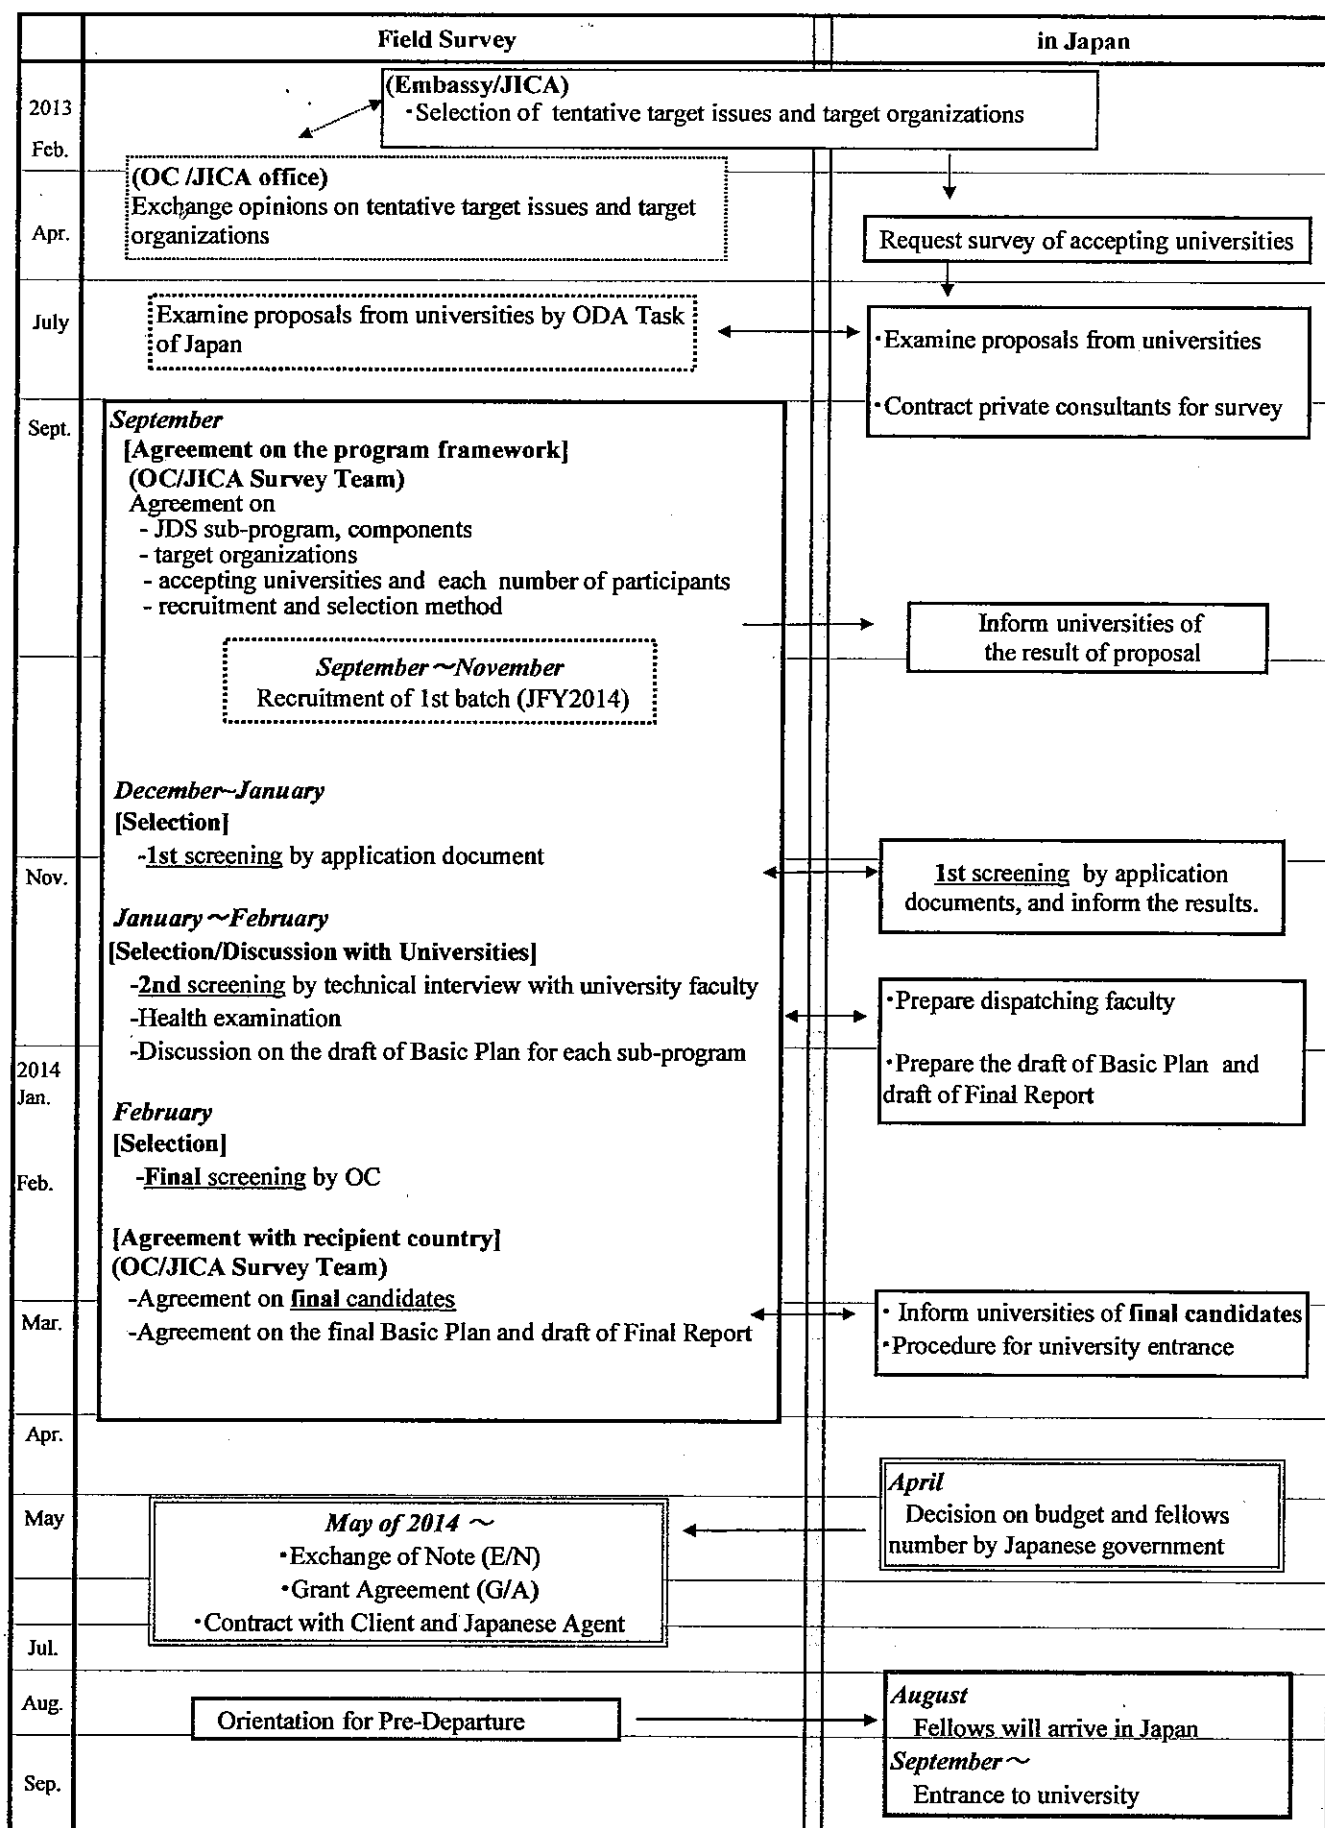 Field Survey
in Japan
2013
Feb.
(Embassy/JICA)
・Selection of tentative target issues and target organizations
(OC /JICA office)
Exchange opinions on tentative target issues and target
organizations
Apr.
Request survey of accepting universities
July
Examine proposals from universities by ODA Task
of Japan
・Examine proposals from universities
・Contract private consultants for survey
Sept.
September
[Agreement on the program framework]
(OC/JICA Survey Team)
Agreement on
- JDS sub-program, components
- target organizations
- accepting universities and each number of participants
- recruitment and selection method
Inform universities of
the result of proposal
September～November
Recruitment of 1st batch (JFY2014)
December~January
[Selection]
-1st screening by application document
Nov.
1st screening by application
documents, and inform the results.
January～February
[Selection/Discussion with Universities]
-2nd screening by technical interview with university faculty
-Health examination
-Discussion on the draft of Basic Plan for each sub-program
・Prepare dispatching faculty
・Prepare the draft of Basic Plan and
draft of Final Report
2014
Jan.
February
[Selection]
-Final screening by OC
Feb.
[Agreement with recipient country]
(OC/JICA Survey Team)
-Agreement on final candidates
-Agreement on the final Basic Plan and draft of Final Report
Mar.
・Inform universities of final candidates
・Procedure for university entrance
Apr.
April
Decision on budget and fellows
number by Japanese government
May
May of 2014～
・Exchange of Note (E/N)
・Grant Agreement (G/A)
・Contract with Client and Japanese Agent
Jul.
Aug.
Orientation for Pre-Departure
August
Fellows will arrive in Japan
September～
Entrance to university
Sep.